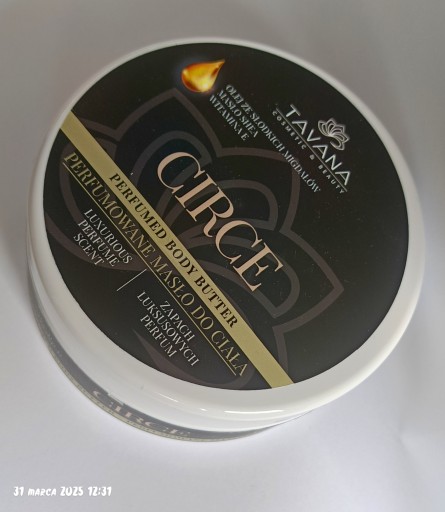 TAVANA
COSMETIC & BEAUTY
OLEJ ZE SŁODKICH MIGDAŁÓW
MASŁO SHEA
WITAMINA E
CIRCE
PERFUMED BODY BUTTER
PERFUMOWANE MASŁO DO CIAŁA
LUXURIOUS
PERFUME
SCENT
ZAPACH
LUKSUSOWYCH
PERFUM
CIRCE
31 marca 2025 12:31